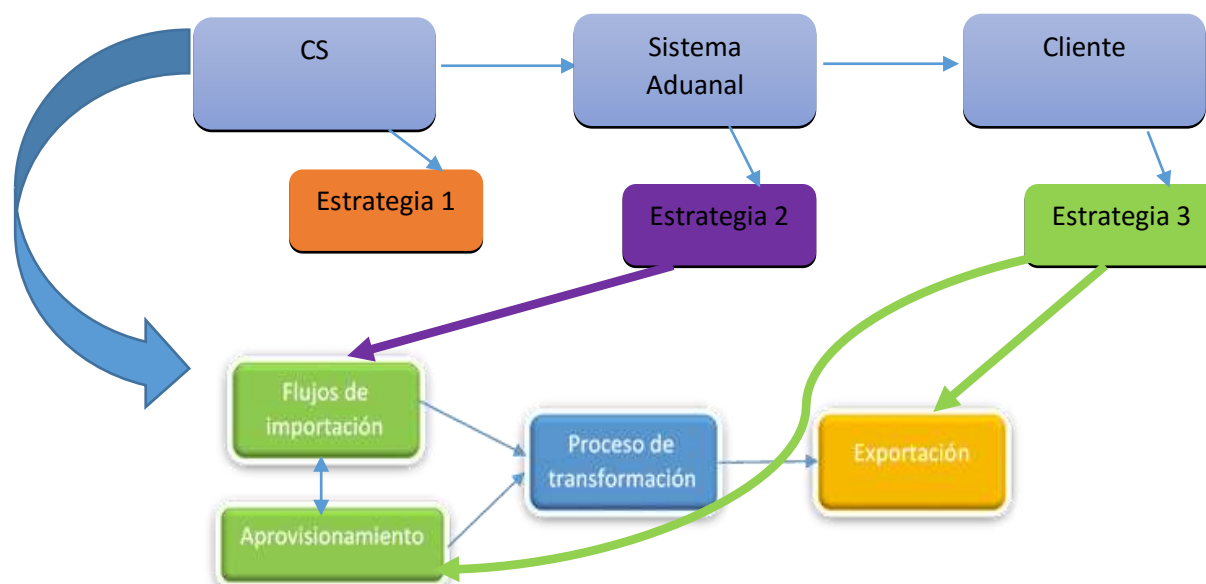 CS
Sistema
Aduanal
Cliente
Estrategia 1
Estrategia 2
Estrategia 3
Flujos de
importación
Proceso de
transformación
Exportación
Aprovisionamiento